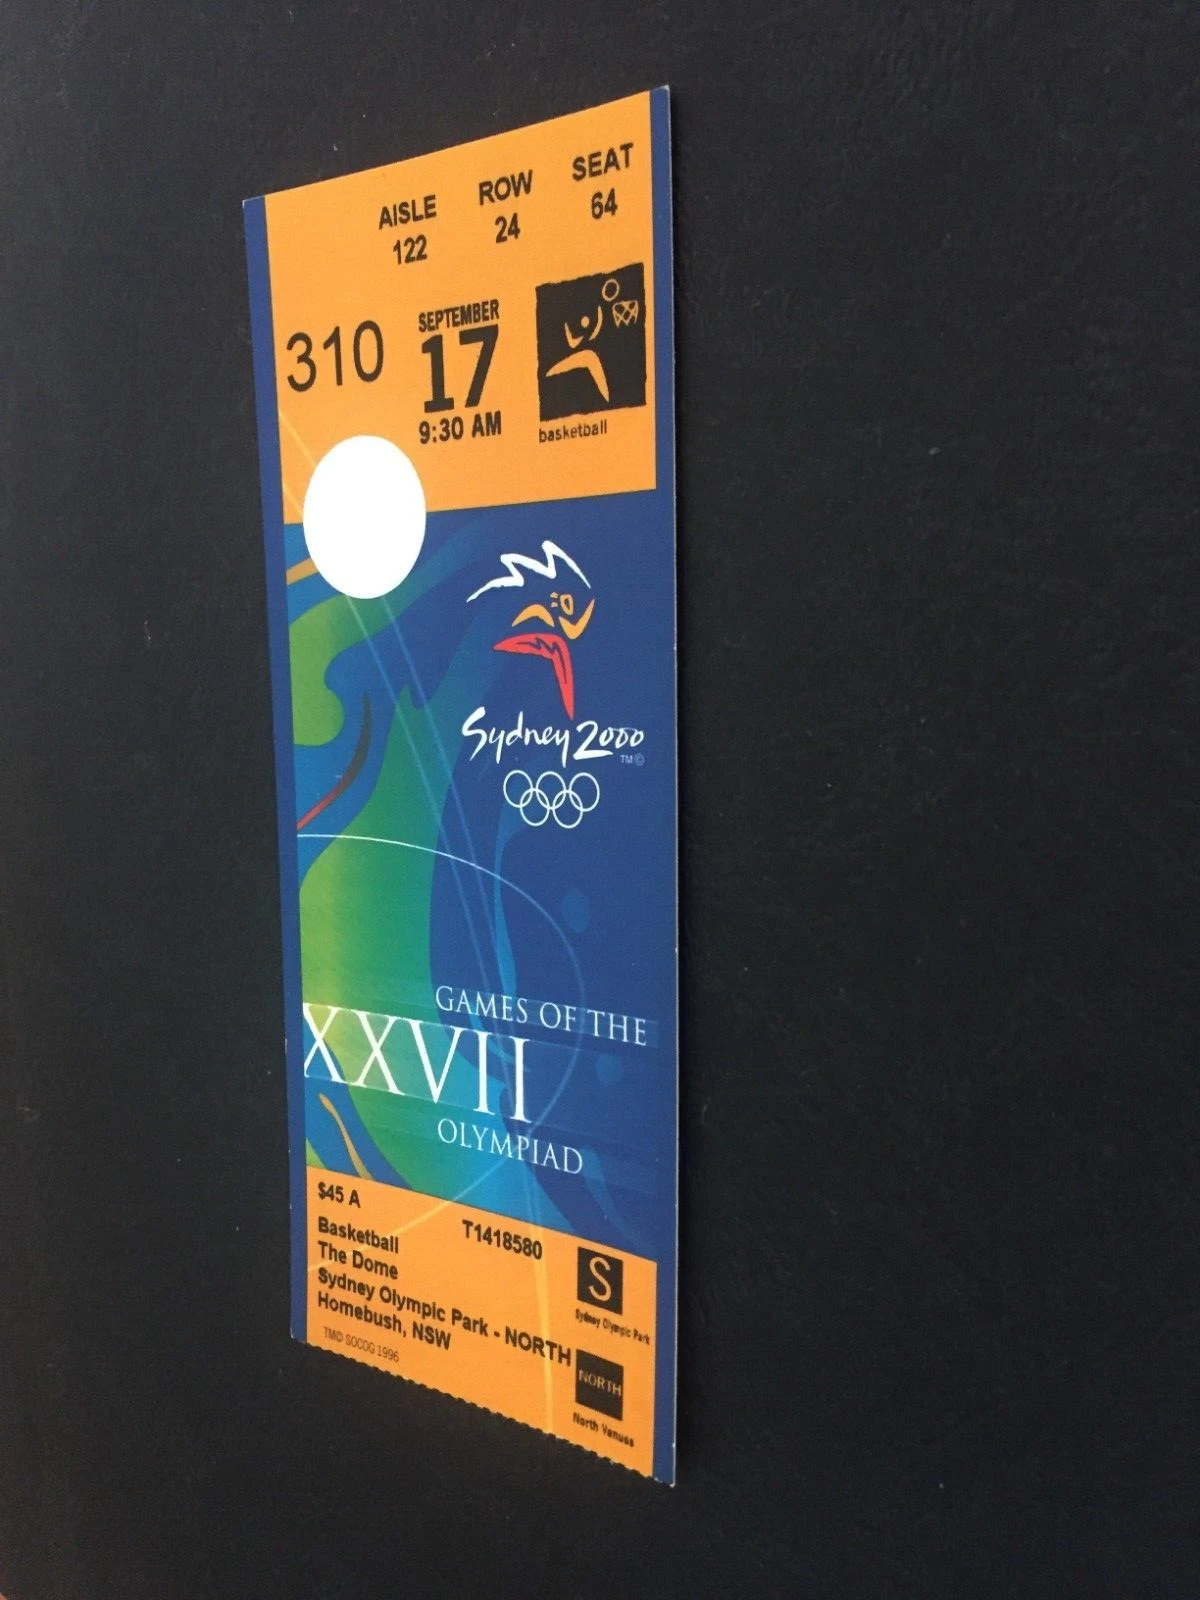 AISLE ROW SEAT
122 24 64
310
SEPTEMBER
17
9:30 AM
basketball
Sydney 2000
TM©
GAMES OF THE
XXVII
OLYMPIAD
$45 A
T1418580
Basketball
The Dome
Sydney Olympic Park - NORTH
Homebush, NSW
TM© SOCOG 1996
S
Sydney Olympic Park
NORTH
North Venues